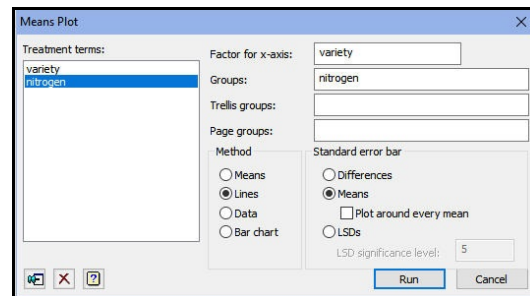 Means Plot
Treatment terms:
variety
nitrogen
Factor for x-axis: variety
Groups: nitrogen
Trellis groups:
Page groups:
Method
Means
Lines
Data
Bar chart
Standard error bar
Differences
Means
Plot around every mean
LSDs
LSD significance level: 5
Run Cancel